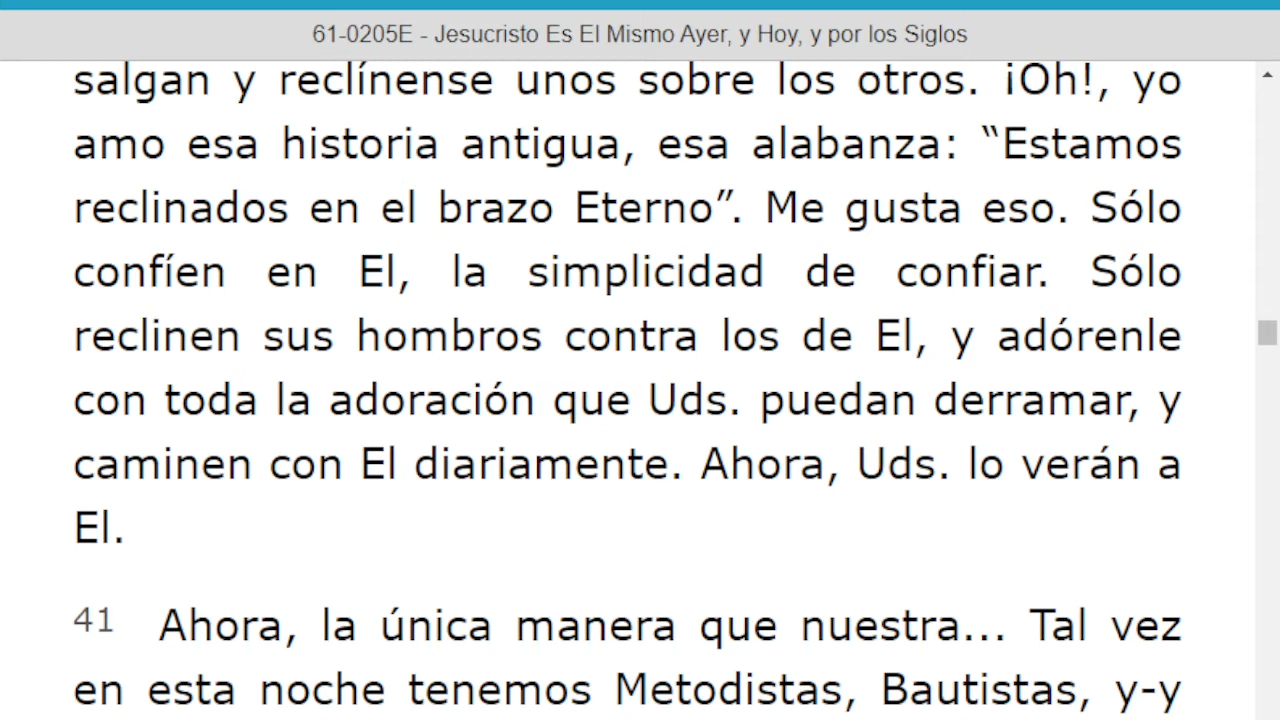 61-0205E - Jesucristo Es El Mismo Ayer, y Hoy, y por los Siglos
salgan y reclínense unos sobre los otros. ¡Oh!, yo
amo esa historia antigua, esa alabanza: “Estamos
reclinados en el brazo Eterno”. Me gusta eso. Sólo
confíen en El, la simplicidad de confiar. Sólo
reclinen sus hombros contra los de El, y adórenle
con toda la adoración que Uds. puedan derramar, y
caminen con El diariamente. Ahora, Uds. lo verán a
El.
41 Ahora, la única manera que nuestra... Tal vez
en esta noche tenemos Metodistas, Bautistas, y-y